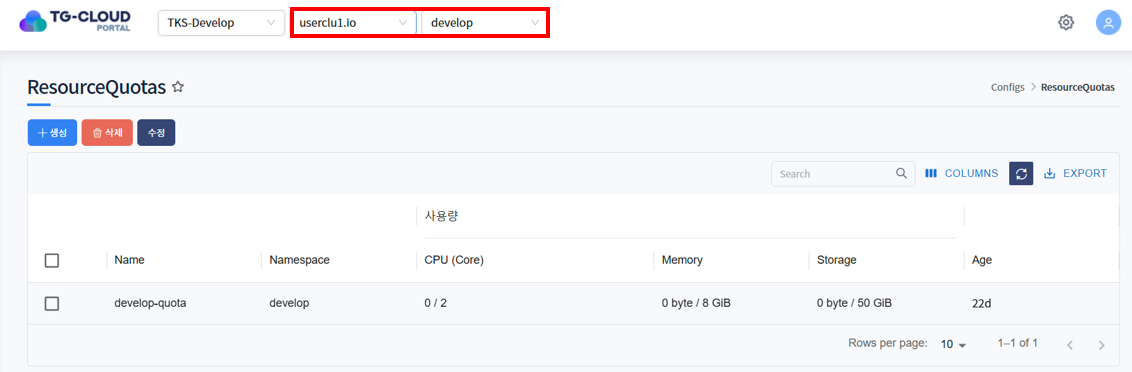 TG-CLOUD
PORTAL
TKS-Develop
userclu1.io
develop
ResourceQuotas
Configs > ResourceQuotas
+ 생성
삭제
수정
Search
COLUMNS
EXPORT
사용량
Name Namespace CPU (Core) Memory Storage Age
develop-quota develop 0 / 2 0 byte / 8 GiB 0 byte / 50 GiB 22d
Rows per page: 10 1–1 of 1